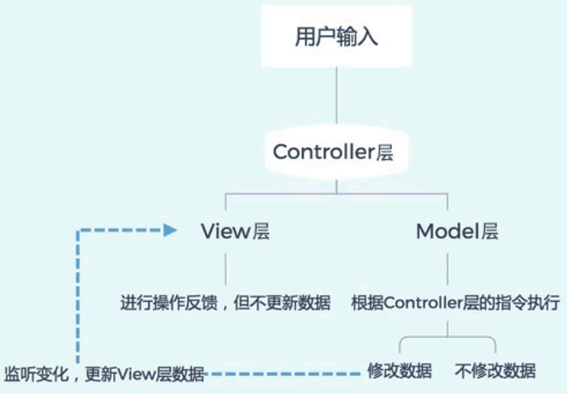 用户输入
Controller层
View层
Model层
进行操作反馈，但不更新数据
根据Controller层的指令执行
监听变化，更新View层数据
修改数据
不修改数据